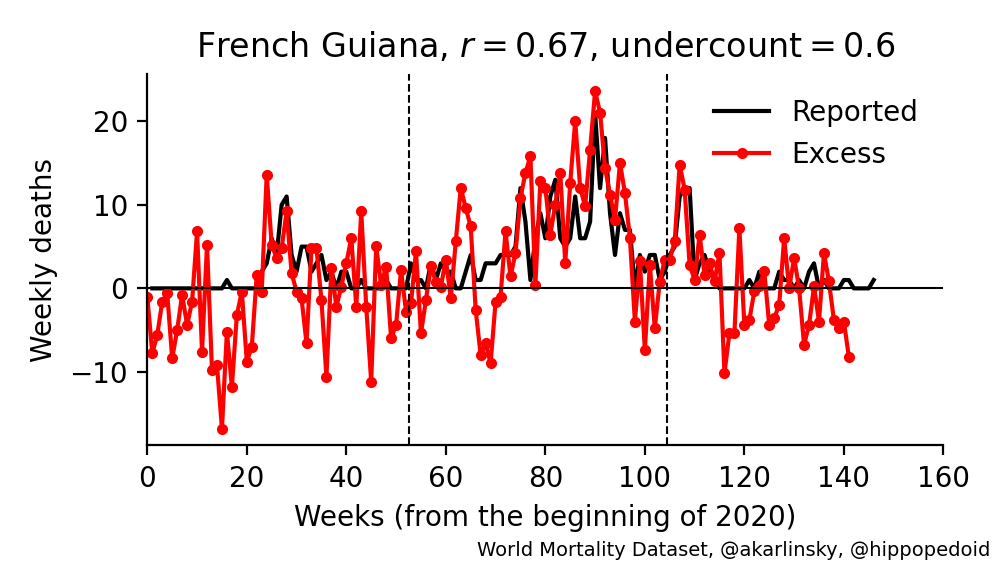 French Guiana, r = 0.67, undercount = 0.6
Reported
Excess
Weekly deaths
20
10
0
−10
0 20 40 60 80 100 120 140 160
Weeks (from the beginning of 2020)
World Mortality Dataset, @akarlinsky, @hippopedoid